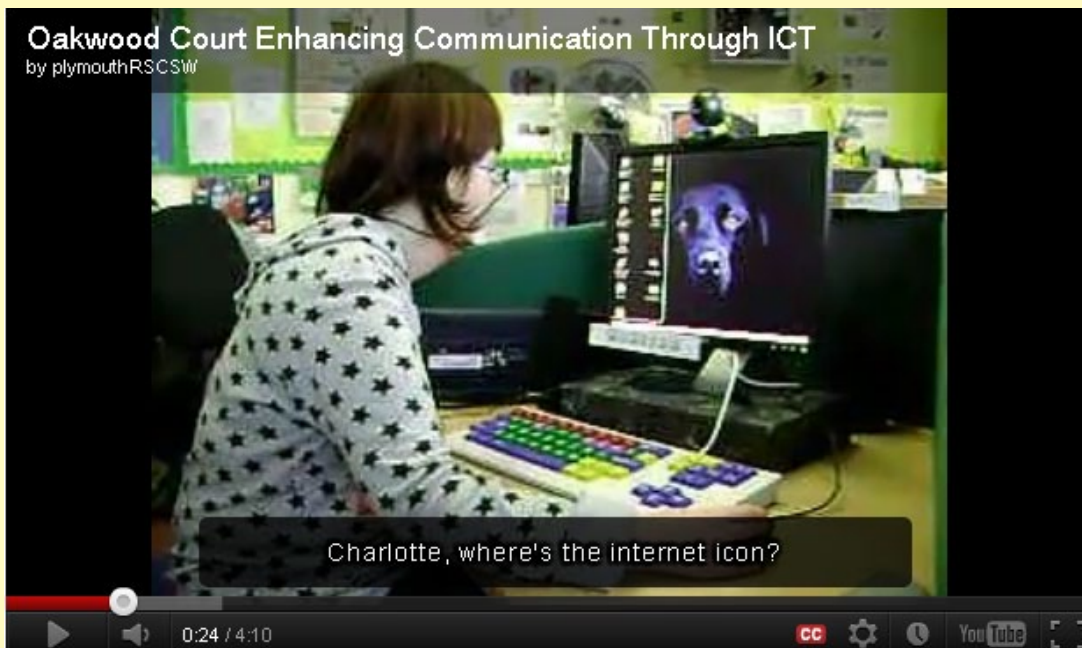 Oakwood Court Enhancing Communication Through ICT
by plymouthRSCSW
Charlotte, where's the internet icon?
0:24 / 4:10
CC
YouTube